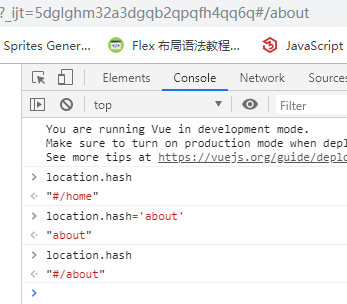 ?_ijt=5dglghm32a3dgqb2qpqfh4qq6q#/about
Sprites Gener... Flex 布局语法教程... JavaScript
Elements Console Network Sources
top Filter
You are running Vue in development mode.
Make sure to turn on production mode when depl
See more tips at https://vuejs.org/guide/deplo
> location.hash
"#/home"
> location.hash='about'
"about"
> location.hash
"#/about"
>